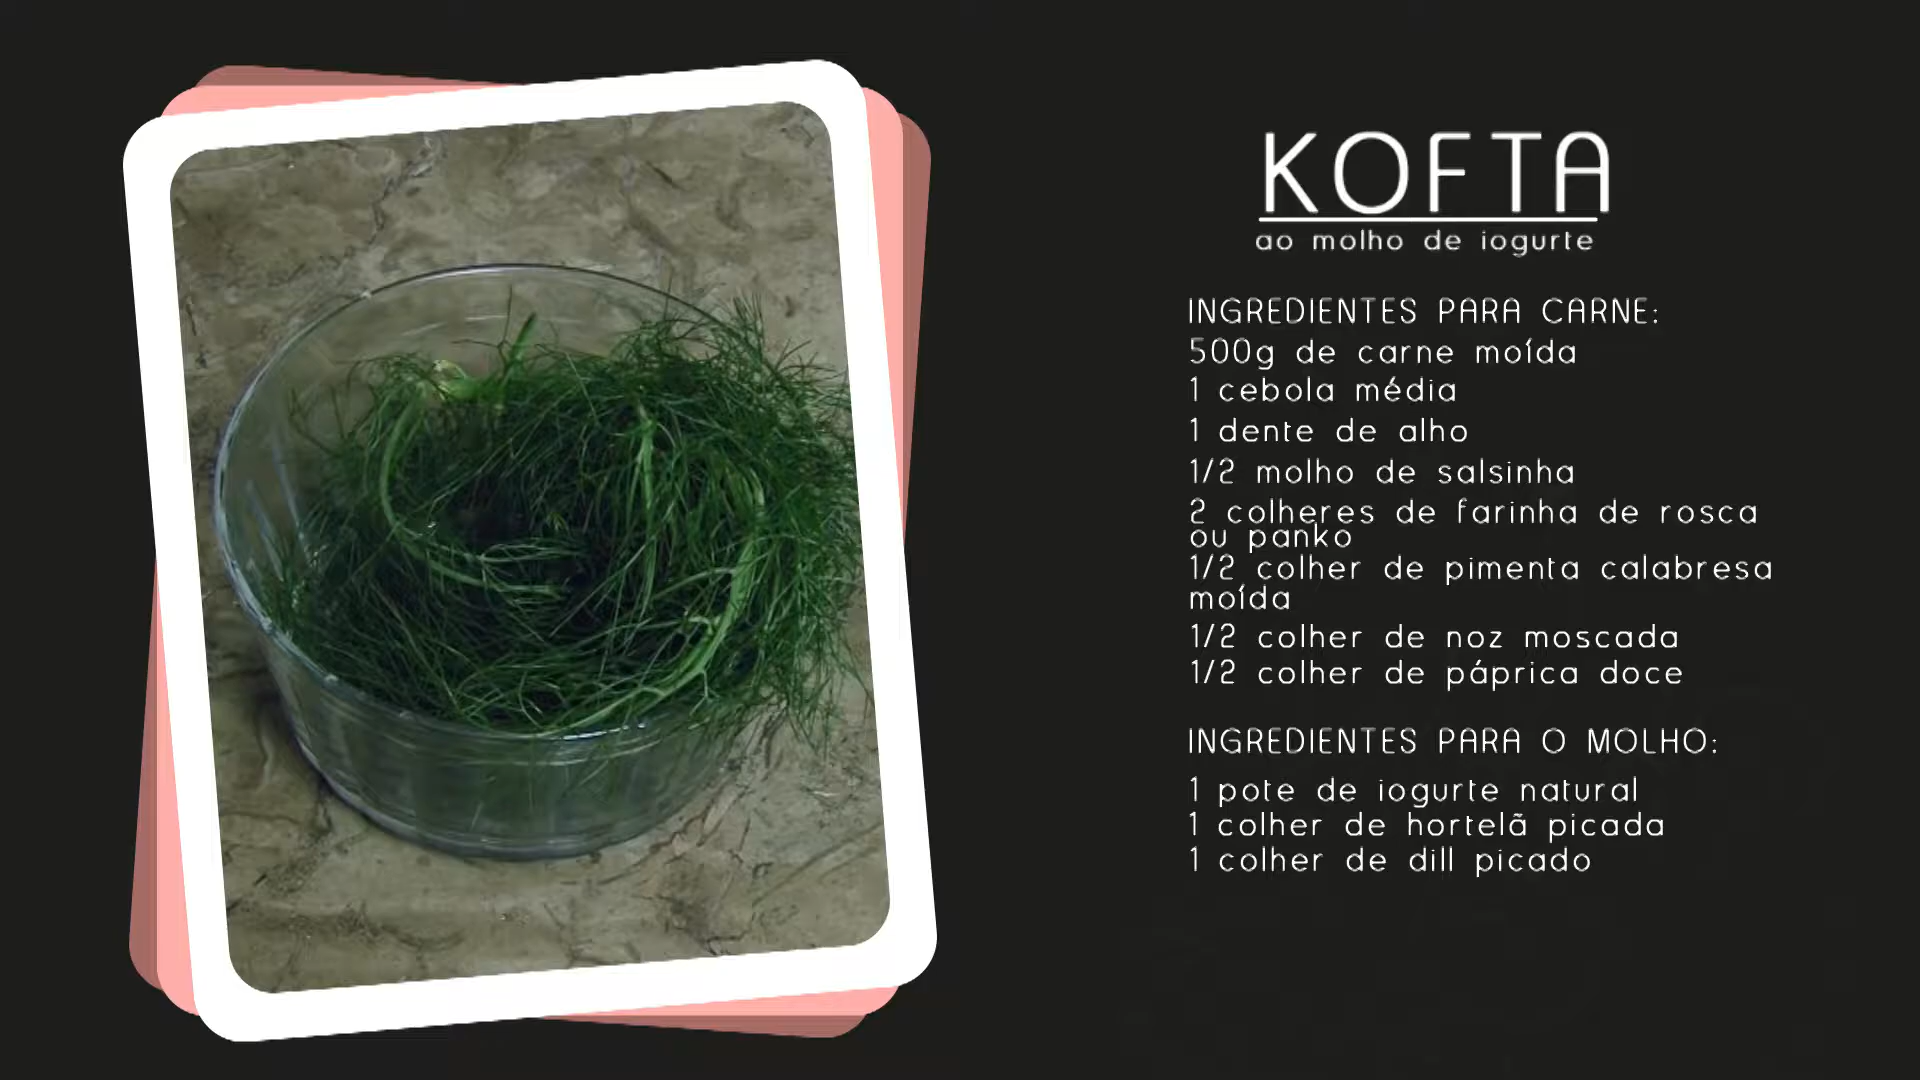 KOFTA
ao molho de iogurte
INGREDIENTES PARA CARNE:
500g de carne moída
1 cebola média
1 dente de alho
1/2 molho de salsinha
2 colheres de farinha de rosca
ou panko
1/2 colher de pimenta calabresa
moída
1/2 colher de noz moscada
1/2 colher de páprica doce
INGREDIENTES PARA O MOLHO:
1 pote de iogurte natural
1 colher de hortelã picada
1 colher de dill picado